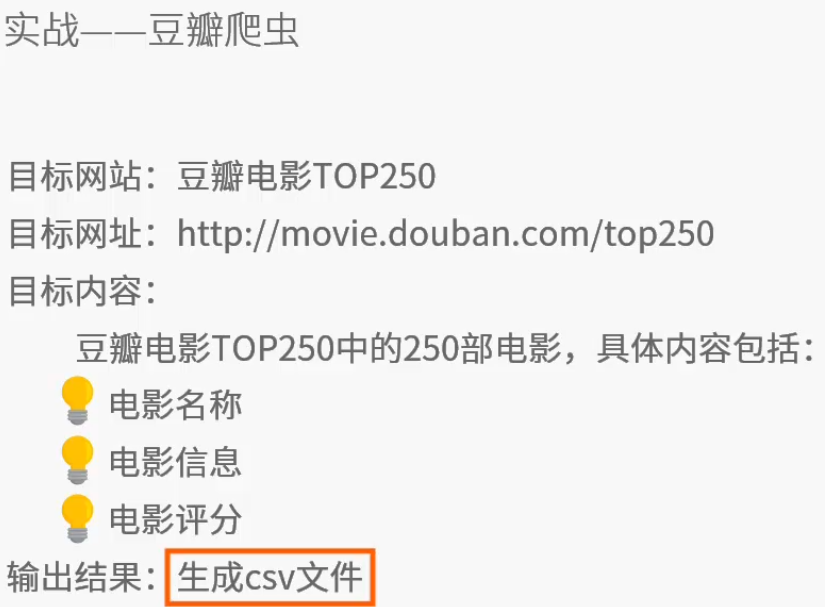 实战——豆瓣爬虫
目标网站：豆瓣电影TOP250
目标网址：http://movie.douban.com/top250
目标内容：
豆瓣电影TOP250中的250部电影，具体内容包括：
电影名称
电影信息
电影评分
输出结果：生成csv文件